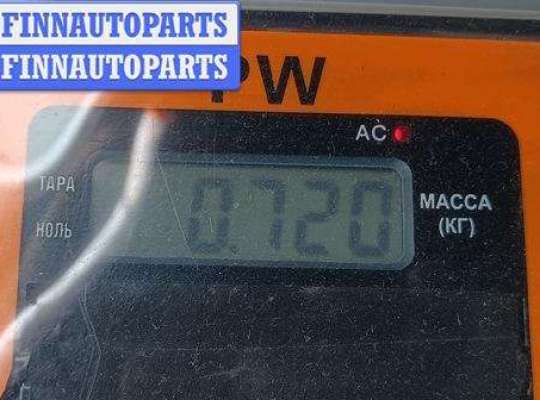 FINNAUTOPARTS
FINNAUTOPARTS
PW
AC
ТАРА
0.720
МАССА
НОЛЬ
(КГ)